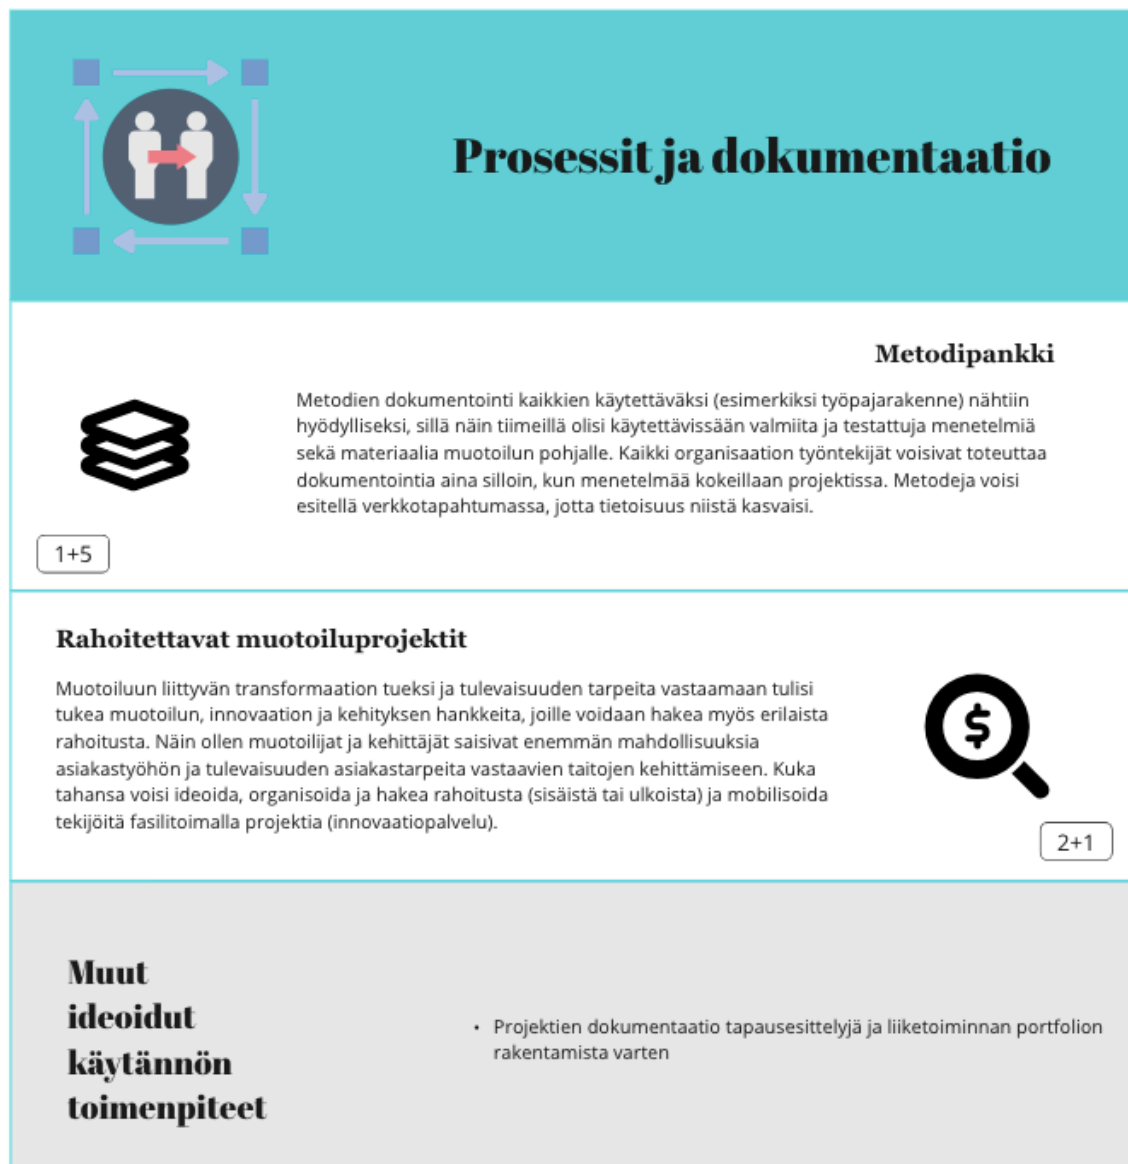 Prosessit ja dokumentaatio
Metodipankki
Metodien dokumentointi kaikkien käytettäväksi (esimerkiksi työpajarakenne) nähtiin
hyödylliseksi, sillä näin tiimeillä olisi käytettävissään valmiita ja testattuja menetelmiä
sekä materiaalia muotoilun pohjalle. Kaikki organisaation työntekijät voisivat toteuttaa
dokumentointia aina silloin, kun menetelmää kokeillaan projektissa. Metodeja voisi
esitellä verkkotapahtumassa, jotta tietoisuus niistä kasvaisi.
1+5
Rahoitettavat muotoiluprojektit
Muotoiluun liittyvän transformaation tueksi ja tulevaisuuden tarpeita vastaamaan tulisi
tukea muotoilun, innovaation ja kehityksen hankkeita, joille voidaan hakea myös erilaista
rahoitusta. Näin ollen muotoilijat ja kehittäjät saisivat enemmän mahdollisuuksia
asiakastyöhön ja tulevaisuuden asiakastarpeita vastaavien taitojen kehittämiseen. Kuka
tahansa voisi ideoida, organisoida ja hakea rahoitusta (sisäistä tai ulkoista) ja mobilisoida
tekijöitä fasilitoimalla projektia (innovaatiopalvelu).
$
2+1
Muut
ideoidut
käytännön
toimenpiteet
• Projektien dokumentaatio tapausesittelyjä ja liiketoiminnan portfolion
rakentamista varten